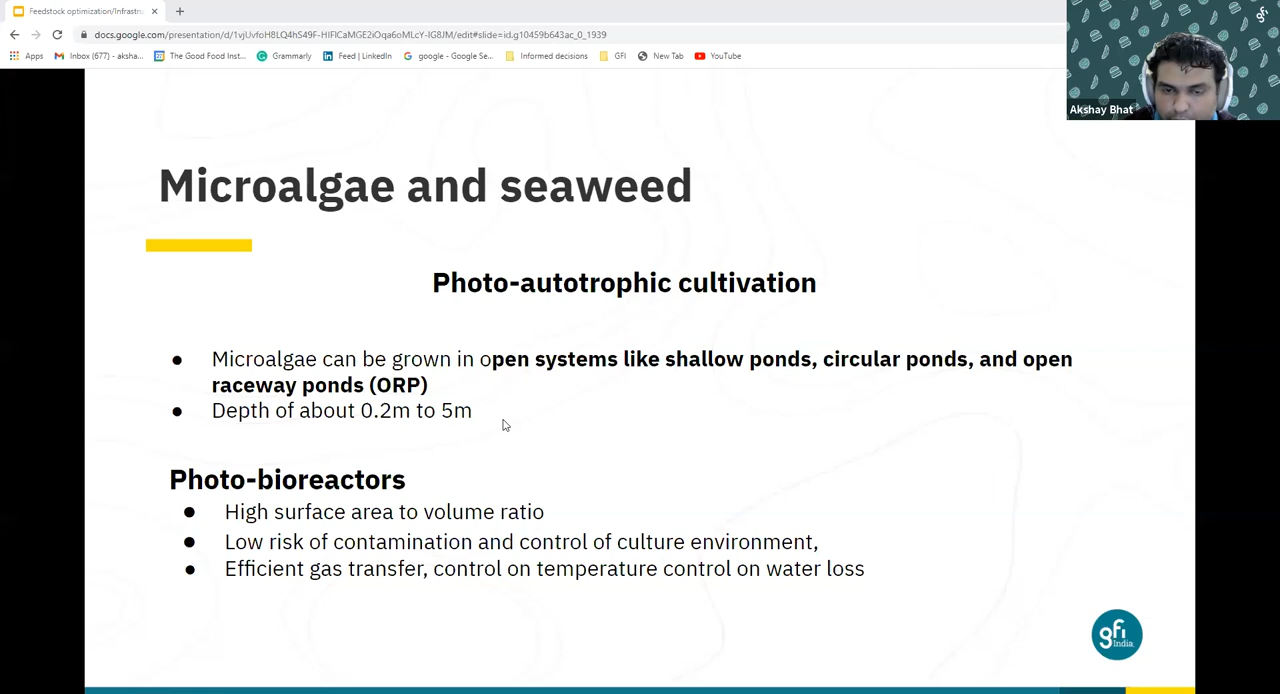 Feedstock optimization/Infrastru
docs.google.com/presentation/d/1vjUvfoH8LQ4hS49F-HIFlCaMGE2iOqa6oMLcY-IG8JM/edit#slide=id.g10459b643ac_0_1939
Apps Inbox (677) - aksha... The Good Food Inst... Grammarly Feed | LinkedIn google - Google Se... Informed decisions GFI New Tab YouTube
gfi
Akshay Bhat
Microalgae and seaweed
Photo-autotrophic cultivation
● Microalgae can be grown in open systems like shallow ponds, circular ponds, and open
raceway ponds (ORP)
● Depth of about 0.2m to 5m
Photo-bioreactors
● High surface area to volume ratio
● Low risk of contamination and control of culture environment,
● Efficient gas transfer, control on temperature control on water loss
gfi
India